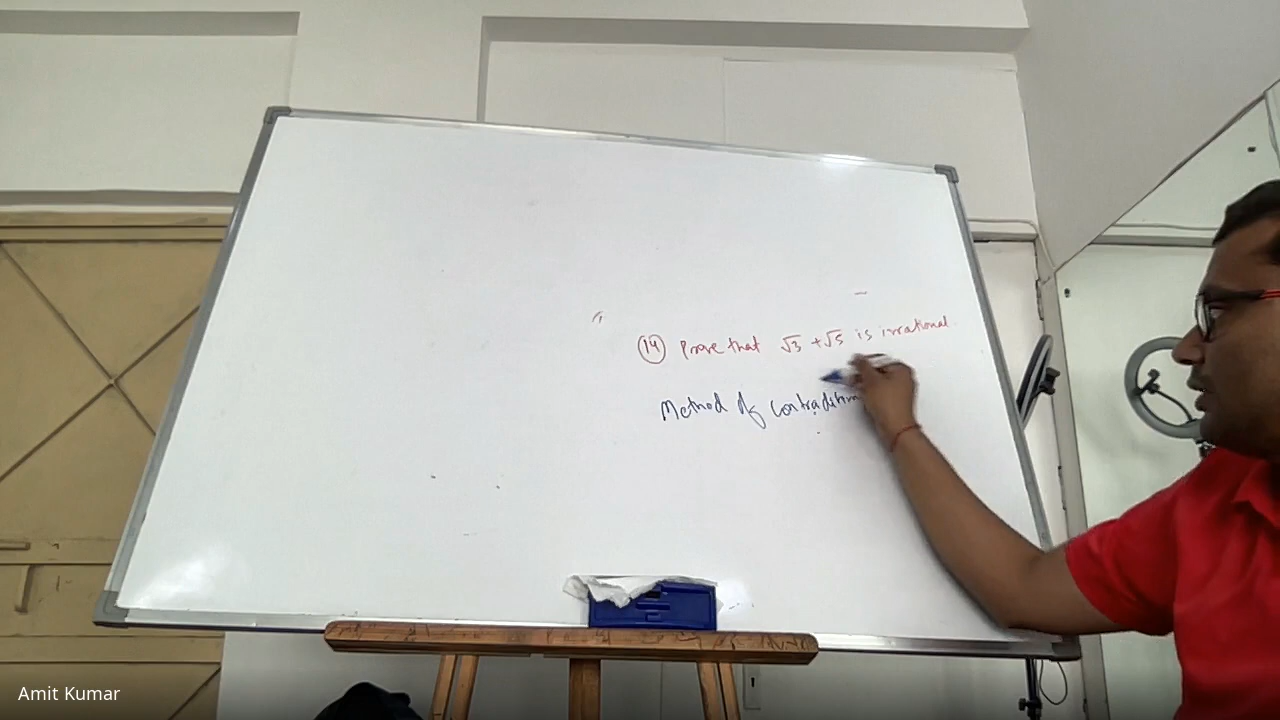 (14) Prove that √3 + √5 is irrational
Method of contradiction
Amit Kumar